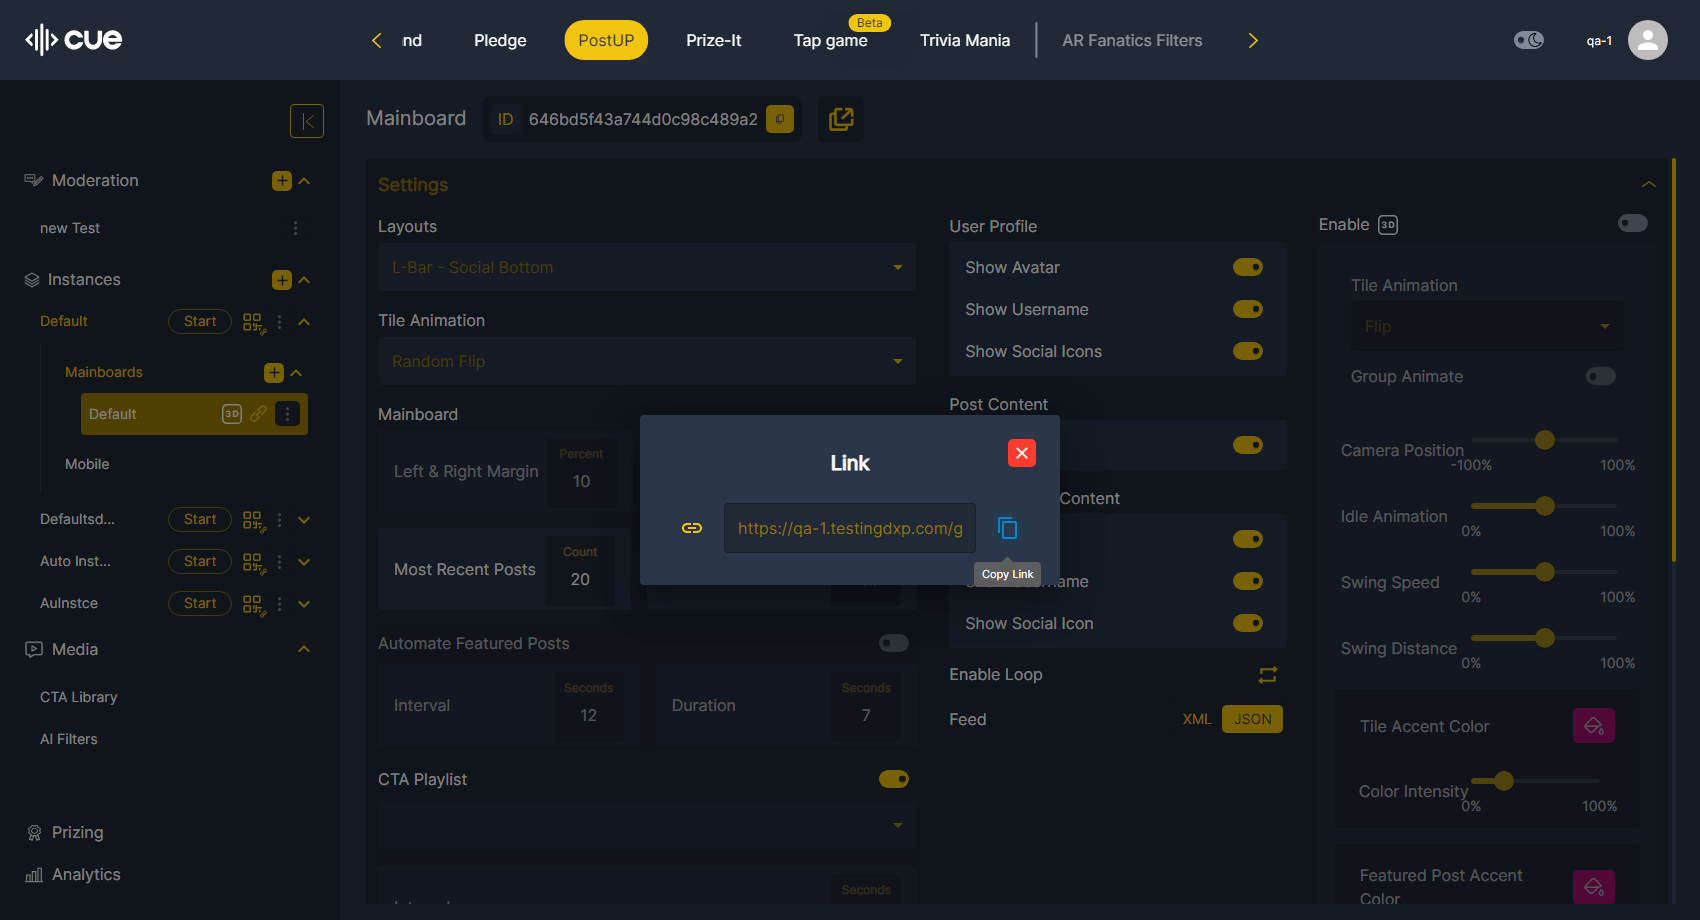 cue
nd
Pledge
PostUP
Prize-It
Tap game
Beta
Trivia Mania
AR Fanatics Filters
qa-1
Mainboard
ID
646bd5f43a744d0c98c489a2
Moderation
new Test
Instances
Default
Start
Mainboards
Default
3D
Mobile
Defaultsd...
Start
Auto Inst...
Start
AuInstce
Start
Media
CTA Library
AI Filters
Prizing
Analytics
Settings
Layouts
L-Bar - Social Bottom
Tile Animation
Random Flip
Mainboard
Left & Right Margin
Percent
10
Most Recent Posts
Count
20
Automate Featured Posts
Interval
Seconds
12
Duration
Seconds
7
CTA Playlist
Seconds
User Profile
Show Avatar
Show Username
Show Social Icons
Post Content
Content
Show Social Icon
Enable Loop
Feed
XML
JSON
Link
https://qa-1.testingdxp.com/g
Copy Link
Enable
3D
Tile Animation
Flip
Group Animate
Camera Position
-100%
100%
Idle Animation
0%
100%
Swing Speed
0%
100%
Swing Distance
0%
100%
Tile Accent Color
Color Intensity
0%
100%
Featured Post Accent
Color